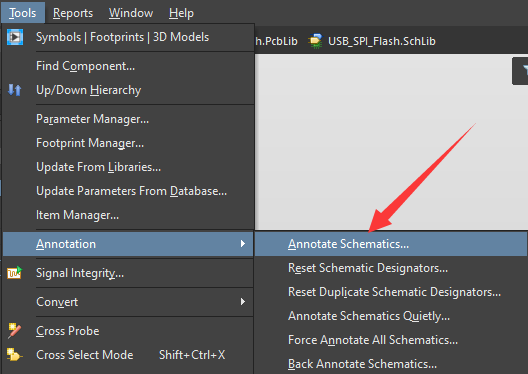 Tools Reports Window Help
Symbols | Footprints | 3D Models
h.PcbLib USB_SPI_Flash.SchLib
Find Component...
Up/Down Hierarchy
Parameter Manager...
Footprint Manager...
Update From Libraries...
Update Parameters From Database...
Item Manager...
Annotation
Signal Integrity...
Convert
Cross Probe
Cross Select Mode Shift+Ctrl+X
Annotate Schematics...
Reset Schematic Designators...
Reset Duplicate Schematic Designators...
Annotate Schematics Quietly...
Force Annotate All Schematics...
Back Annotate Schematics...